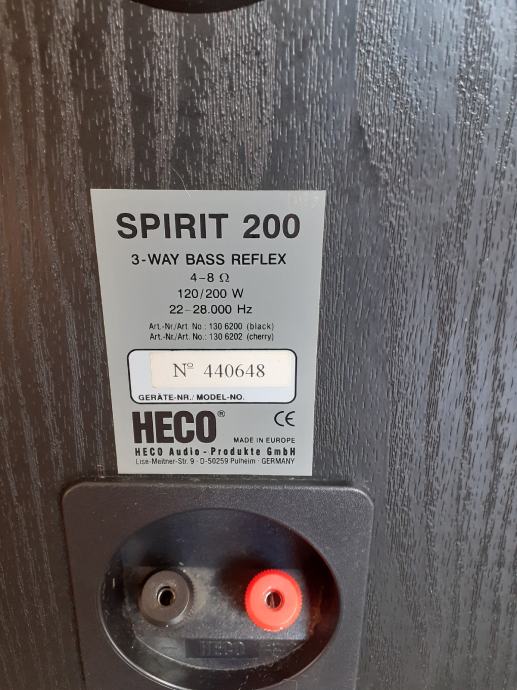 SPIRIT 200
3-WAY BASS REFLEX
4-8 Ω
120/200 W
22-28.000 Hz
Art.-Nr./Art. No.: 130 6200 (black)
Art.-Nr./Art. No.: 130 6202 (cherry)
Nº 440648
GERÄTE-NR./MODEL-NO.
HECO® CE
MADE IN EUROPE
HECO Audio - Produkte GmbH
Lise-Meitner-Str. 9 · D-50259 Pulheim · GERMANY
HECO